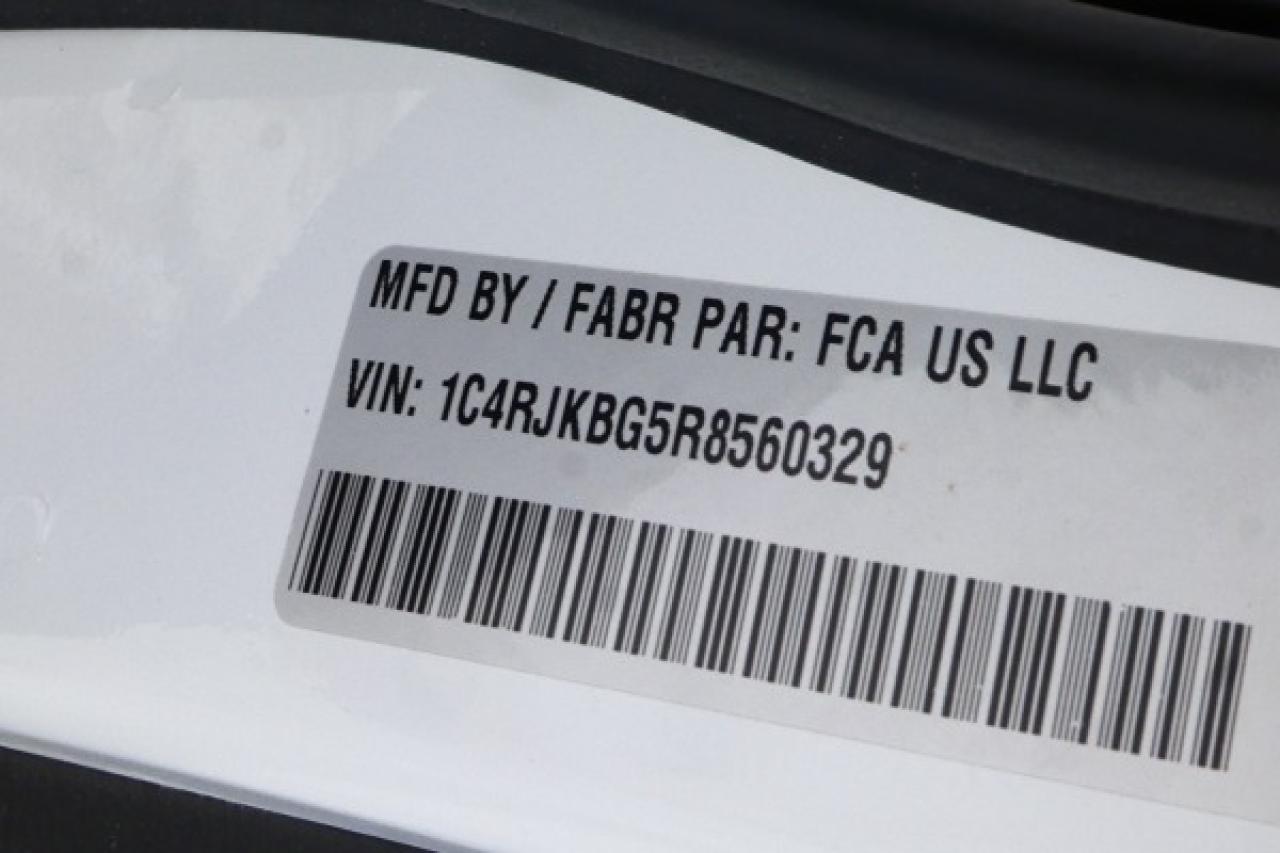 MFD BY / FABR PAR: FCA US LLC
VIN: 1C4RJKBG5R8560329